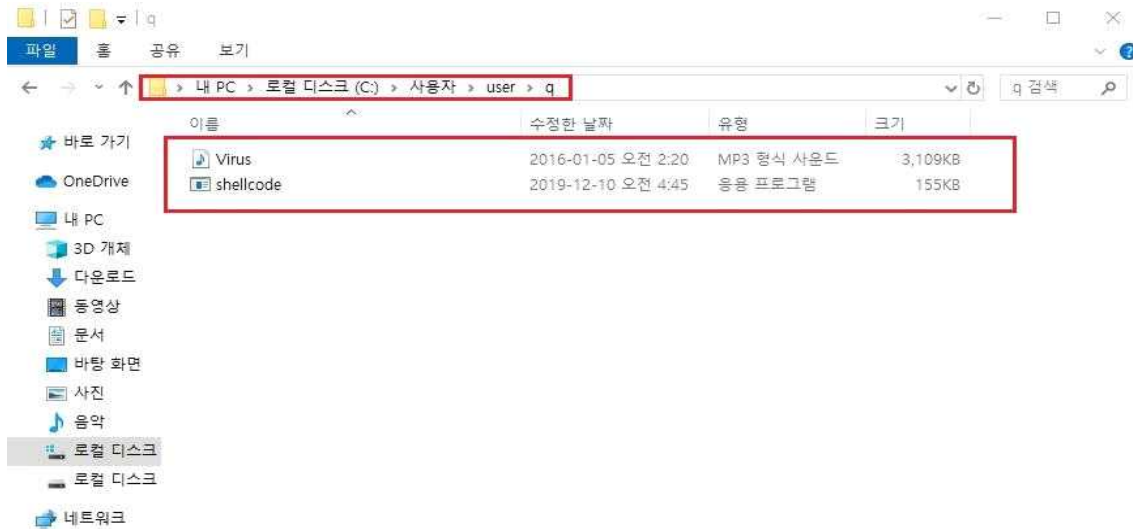 q
파일 홈 공유 보기
내 PC > 로컬 디스크 (C:) > 사용자 > user > q
q 검색
이름 수정한 날짜 유형 크기
바로 가기
Virus 2016-01-05 오전 2:20 MP3 형식 사운드 3,109KB
OneDrive
shellcode 2019-12-10 오전 4:45 응용 프로그램 155KB
내 PC
3D 개체
다운로드
동영상
문서
바탕 화면
사진
음악
로컬 디스크
로컬 디스크
네트워크